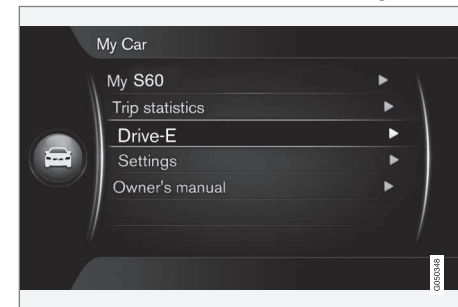 My Car
My S60
Trip statistics
Drive-E
Settings
Owner's manual
G050348